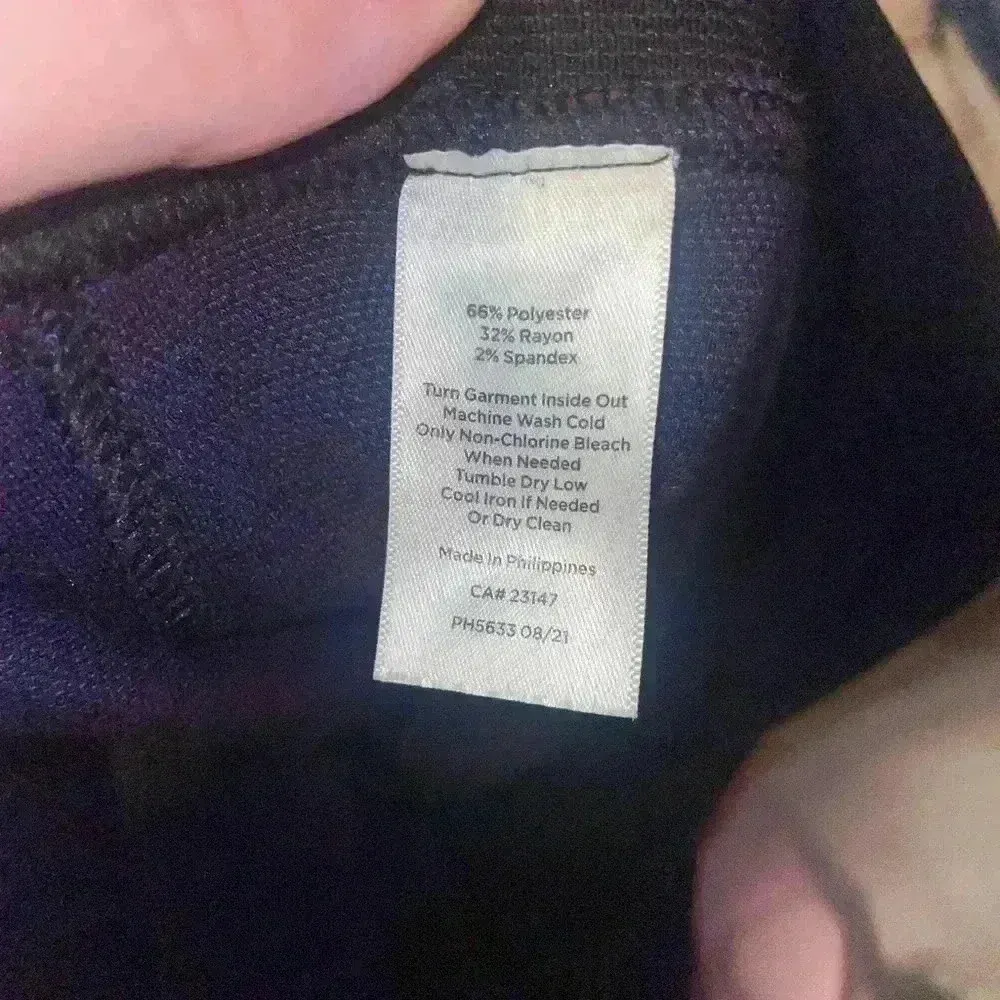 66% Polyester
32% Rayon
2% Spandex
Turn Garment Inside Out
Machine Wash Cold
Only Non-Chlorine Bleach
When Needed
Tumble Dry Low
Cool Iron If Needed
Or Dry Clean
Made In Philippines
CA# 23147
PH5633 08/21